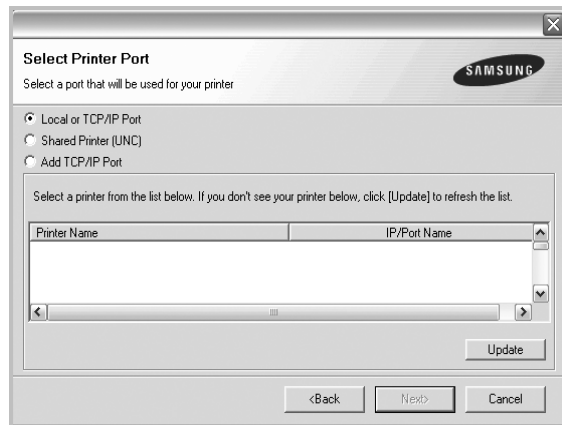 Select Printer Port
Select a port that will be used for your printer
SAMSUNG
Local or TCP/IP Port
Shared Printer (UNC)
Add TCP/IP Port
Select a printer from the list below. If you don't see your printer below, click [Update] to refresh the list.
Printer Name IP/Port Name
Update
<Back Next> Cancel